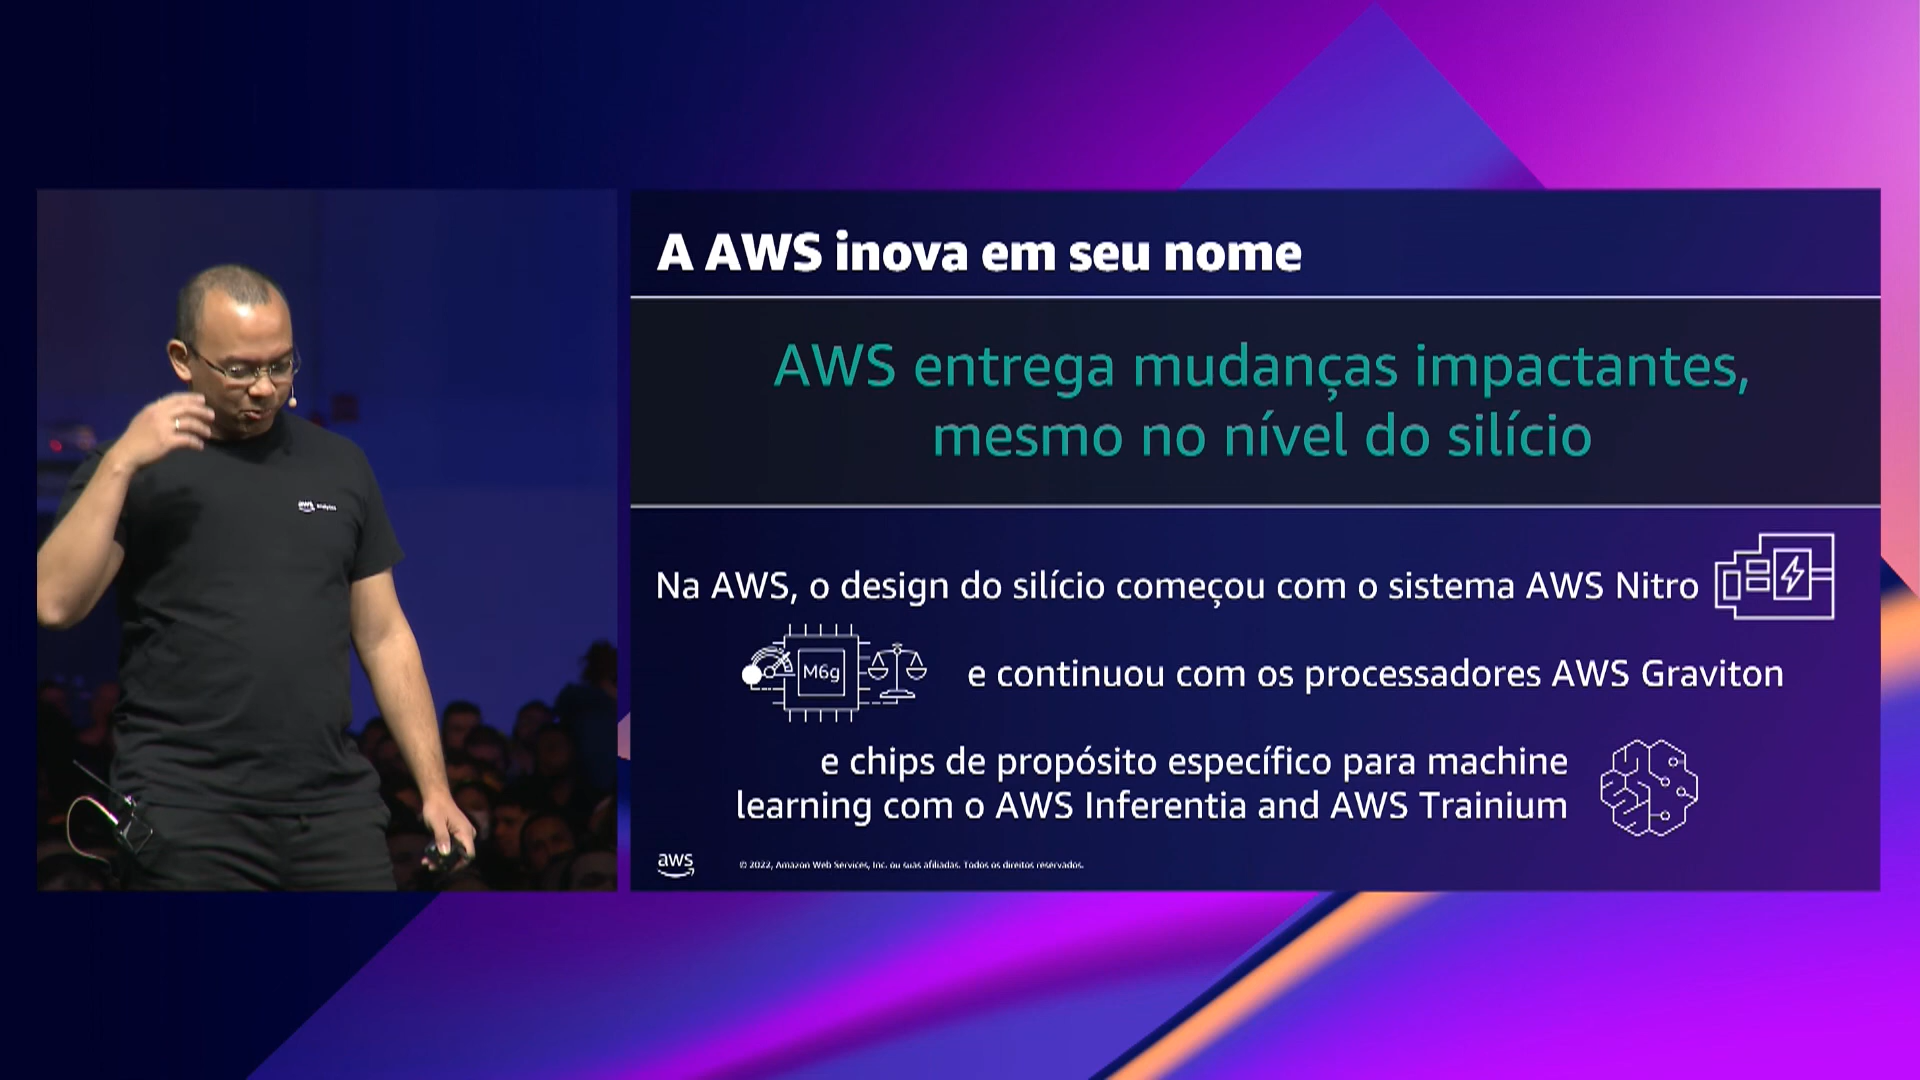 A AWS inova em seu nome
AWS entrega mudanças impactantes,
mesmo no nível do silício
Na AWS, o design do silício começou com o sistema AWS Nitro
M6g
e continuou com os processadores AWS Graviton
e chips de propósito específico para machine
learning com o AWS Inferentia and AWS Trainium
aws
© 2022, Amazon Web Services, Inc. ou suas afiliadas. Todos os direitos reservados.
aws analytics